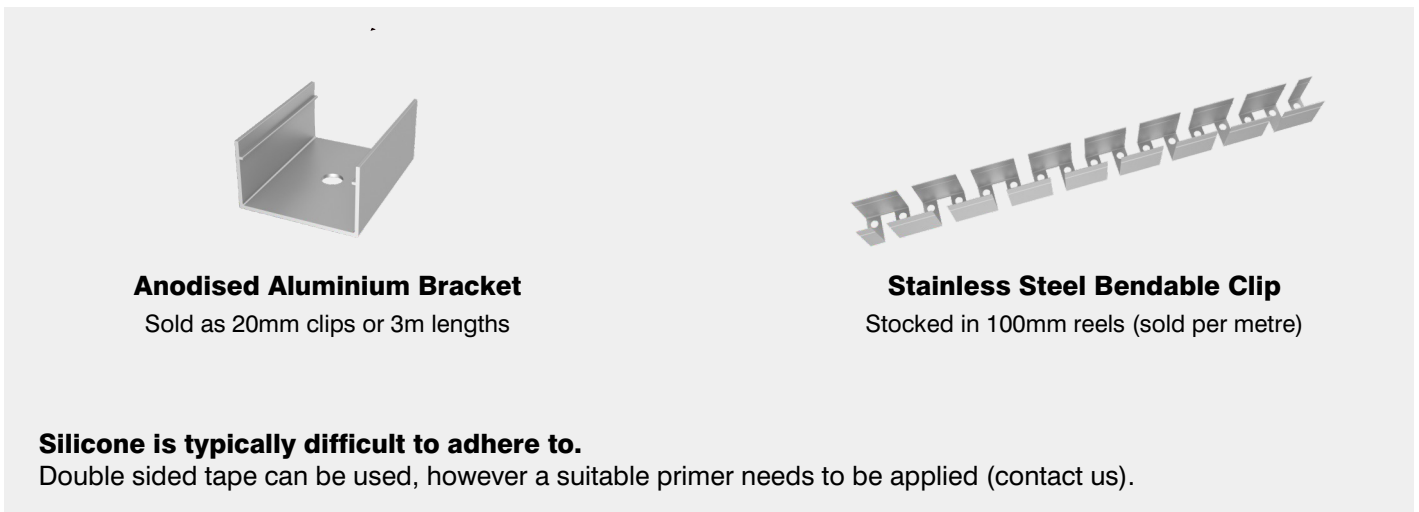 Anodised Aluminium Bracket
Sold as 20mm clips or 3m lengths
Stainless Steel Bendable Clip
Stocked in 100mm reels (sold per metre)
Silicone is typically difficult to adhere to.
Double sided tape can be used, however a suitable primer needs to be applied (contact us).